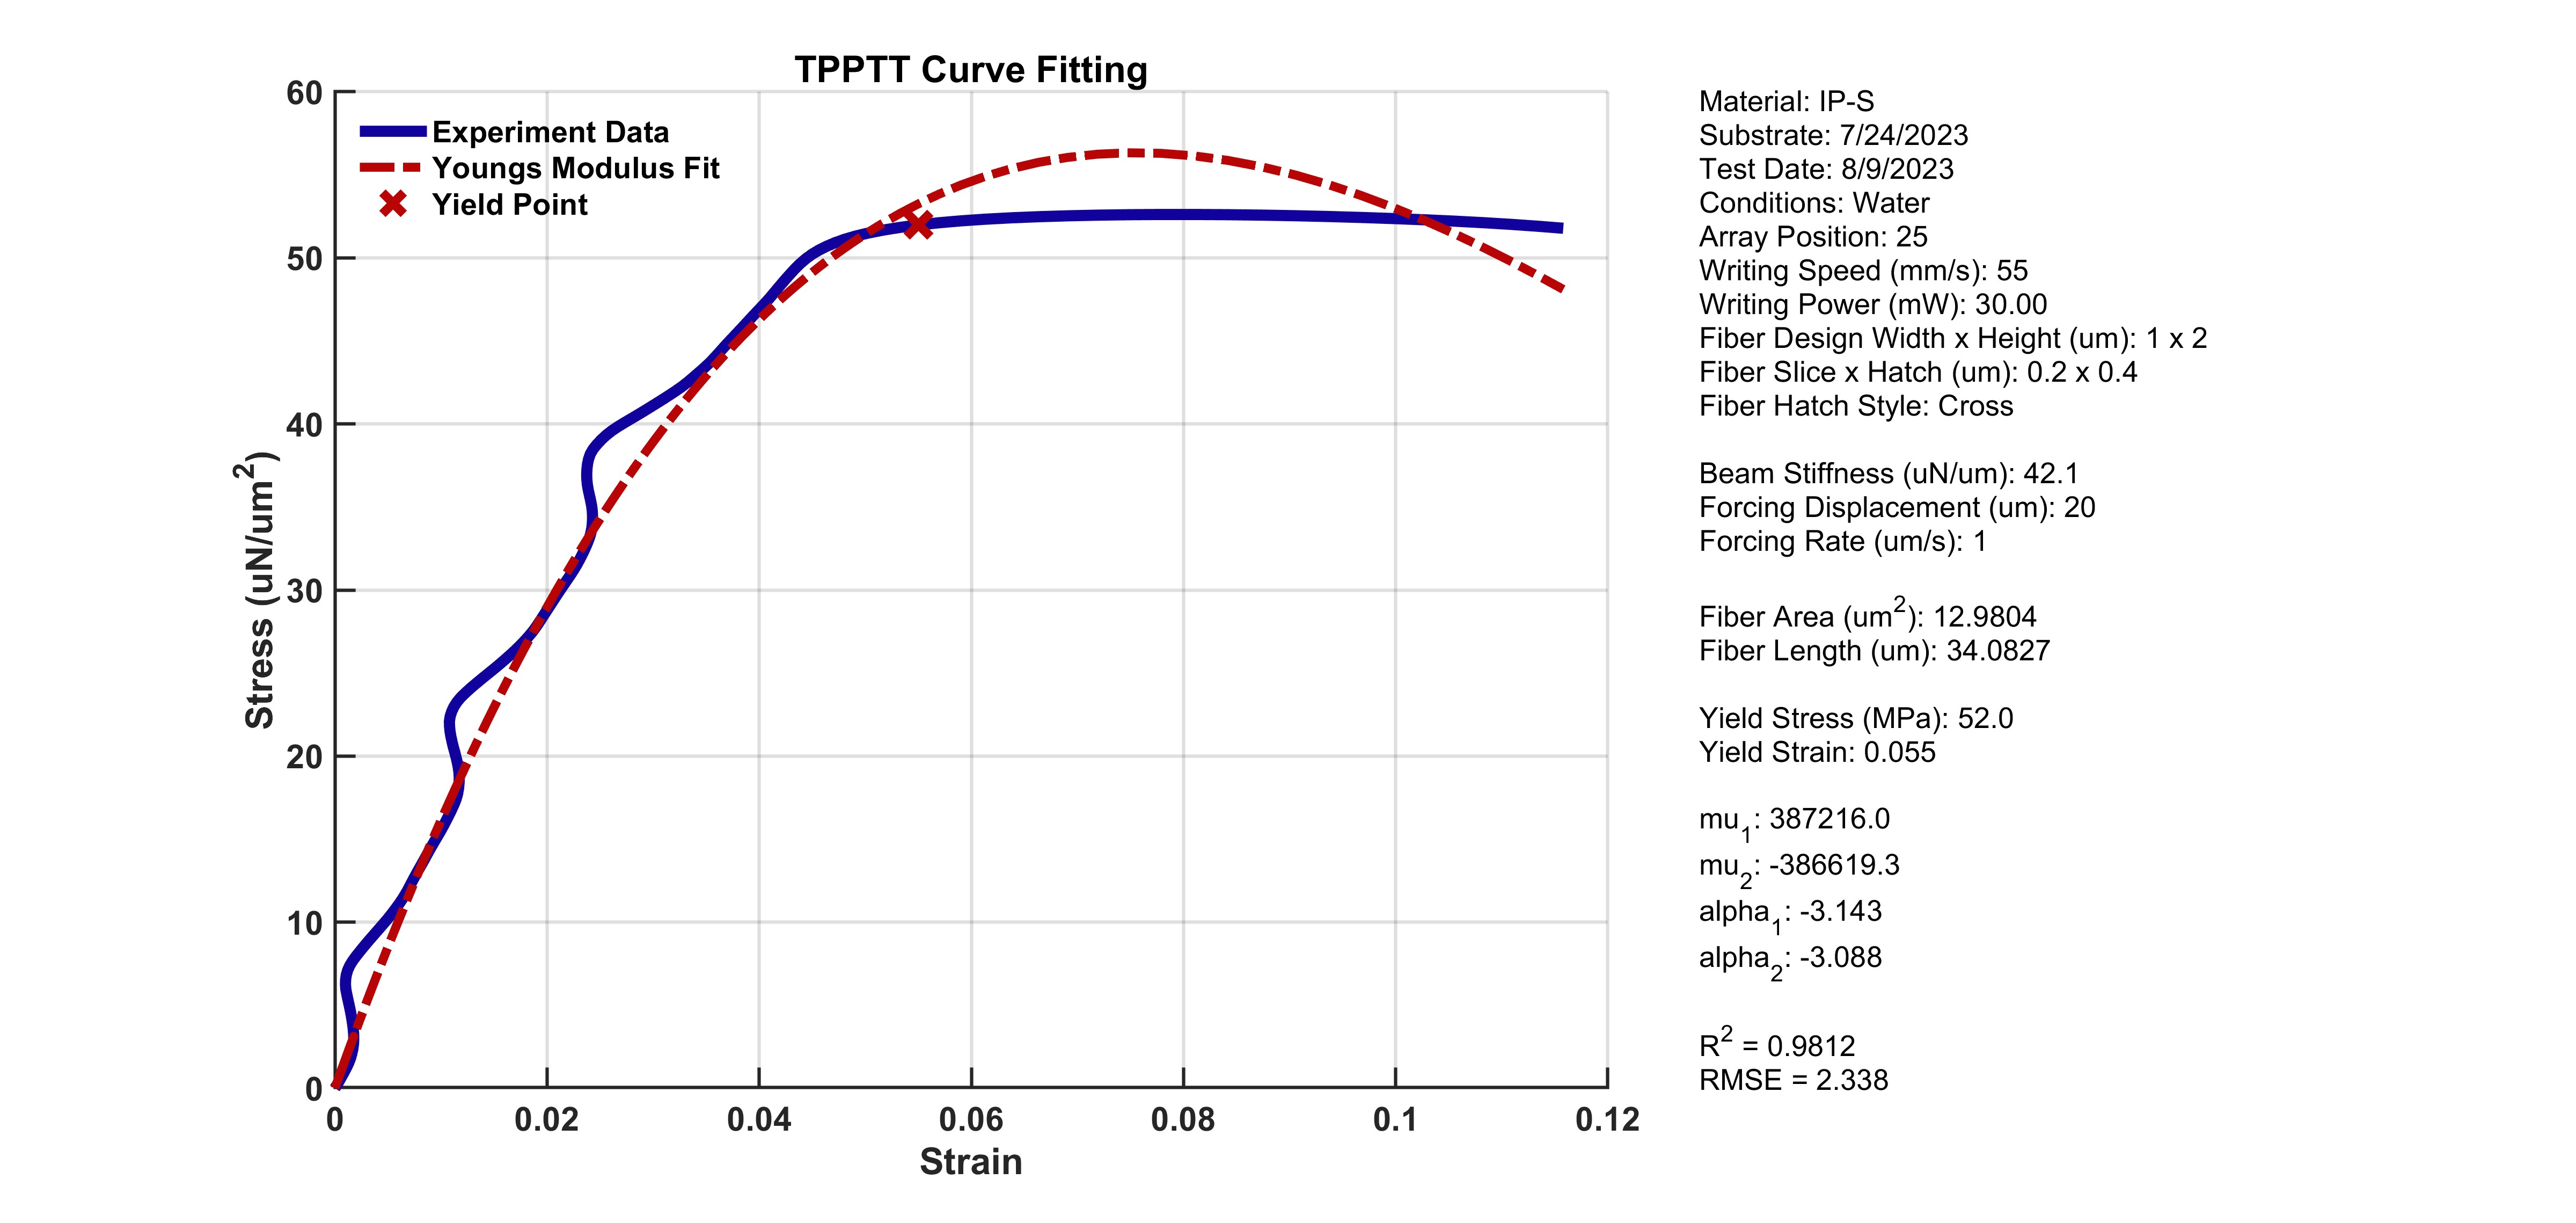 TPPTT Curve Fitting
60
50
40
30
20
10
0
Stress (uN/um²)
Experiment Data
Youngs Modulus Fit
Yield Point
0
0.02
0.04
0.06
0.08
0.1
0.12
Strain
Material: IP-S
Substrate: 7/24/2023
Test Date: 8/9/2023
Conditions: Water
Array Position: 25
Writing Speed (mm/s): 55
Writing Power (mW): 30.00
Fiber Design Width x Height (um): 1 x 2
Fiber Slice x Hatch (um): 0.2 x 0.4
Fiber Hatch Style: Cross
Beam Stiffness (uN/um): 42.1
Forcing Displacement (um): 20
Forcing Rate (um/s): 1
Fiber Area (um²): 12.9804
Fiber Length (um): 34.0827
Yield Stress (MPa): 52.0
Yield Strain: 0.055
mu₁: 387216.0
mu₂: -386619.3
alpha₁: -3.143
alpha₂: -3.088
R² = 0.9812
RMSE = 2.338